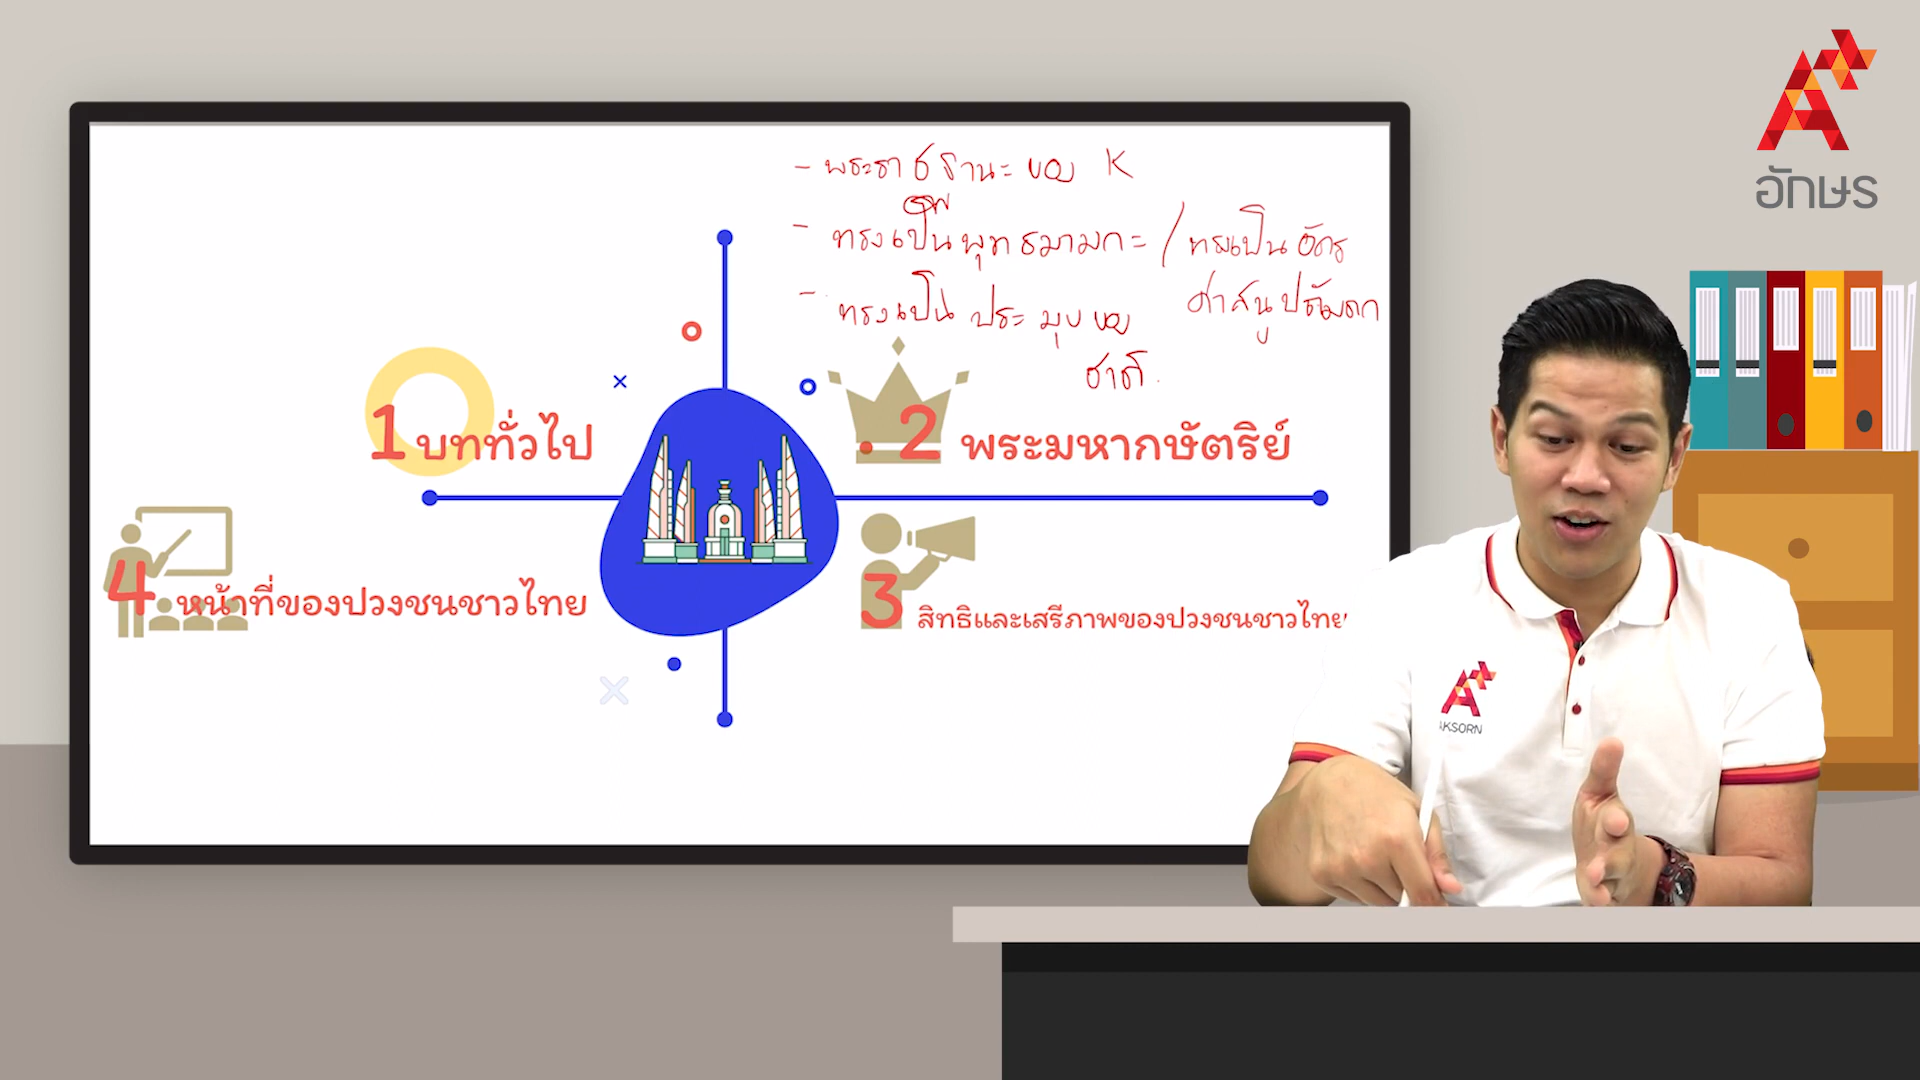 - พระราชฐานะ ของ K
- ทรงเป็นพุทธมามกะ / ทรงเป็นอัคร
ศาสนูปถัมภก
- ทรงเป็น ประมุข ของ
ชาติ.
1 บททั่วไป
2 พระมหากษัตริย์
4 หน้าที่ของปวงชนชาวไทย
3 สิทธิและเสรีภาพของปวงชนชาวไทย
อักษร
AKSORN